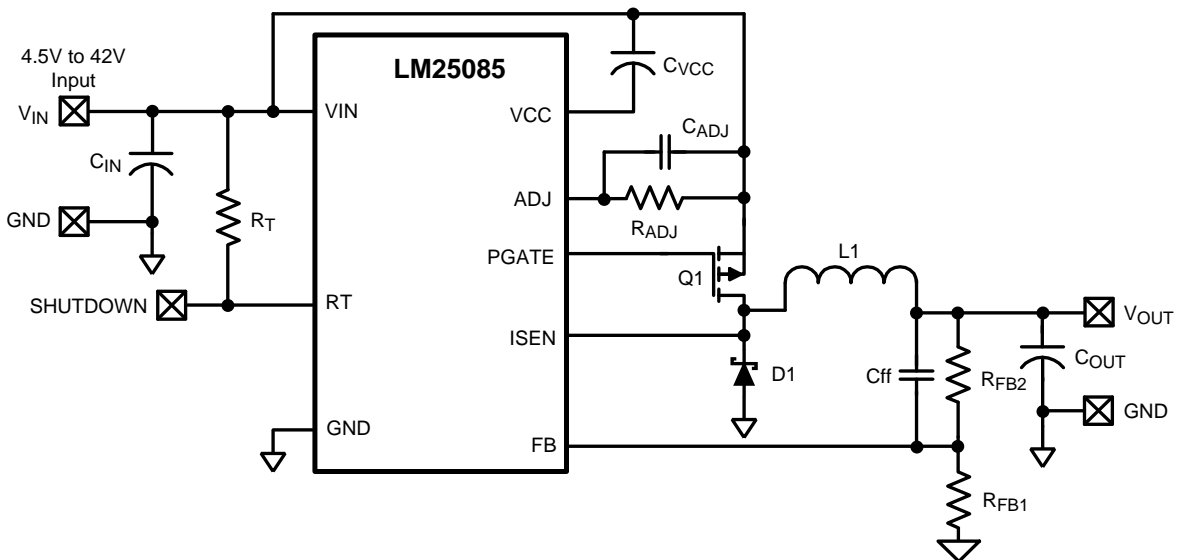 4.5V to 42V
Input
LM25085
V_IN
VIN
C_VCC
VCC
C_IN
C_ADJ
GND
R_T
ADJ
R_ADJ
PGATE
Q1
L1
SHUTDOWN
RT
ISEN
V_OUT
D1
Cff
R_FB2
C_OUT
GND
GND
FB
R_FB1